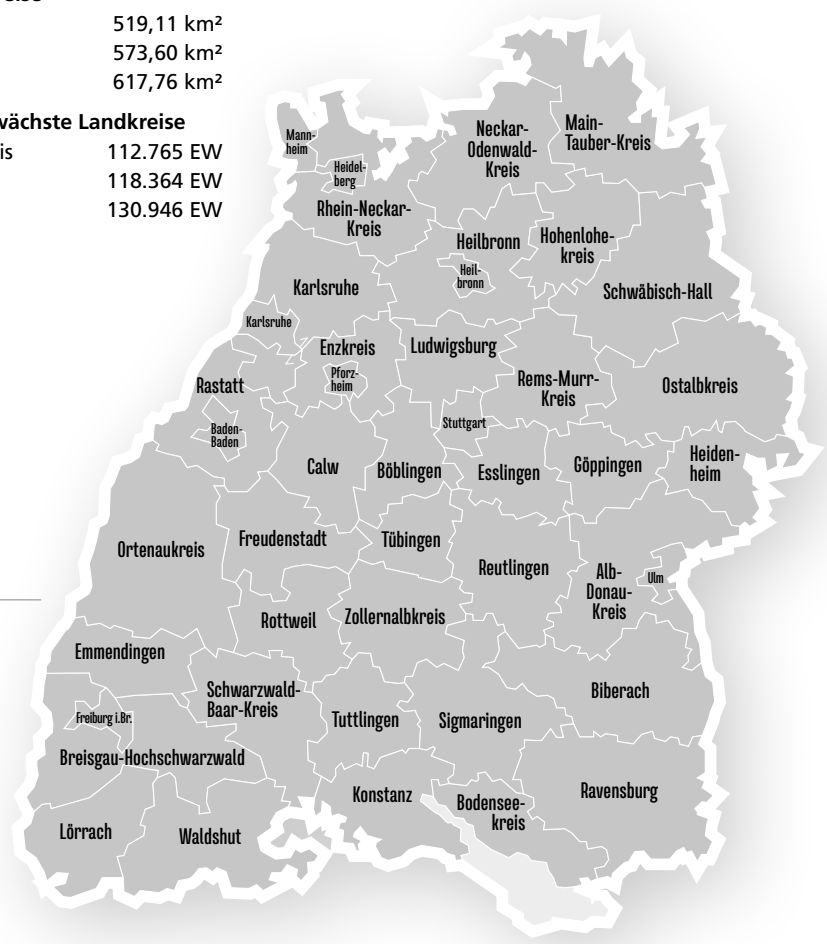 519,11 km²
573,60 km²
617,76 km²
wächste Landkreise
is 112.765 EW
118.364 EW
130.946 EW
Mann-
heim
Heidel-
berg
Neckar-
Odenwald-
Kreis
Main-
Tauber-Kreis
Rhein-Neckar-
Kreis
Heilbronn
Heil-
bronn
Hohenlohe-
kreis
Karlsruhe
Schwäbisch-Hall
Karlsruhe
Enzkreis
Pforz-
heim
Ludwigsburg
Rastatt
Rems-Murr-
Kreis
Ostalbkreis
Baden-
Baden
Stuttgart
Calw
Böblingen
Esslingen
Göppingen
Heiden-
heim
Ortenaukreis
Freudenstadt
Tübingen
Reutlingen
Alb-
Donau-
Kreis
Ulm
Rottweil
Zollernalbkreis
Emmendingen
Schwarzwald-
Baar-Kreis
Biberach
Freiburg i.Br.
Tuttlingen
Sigmaringen
Breisgau-Hochschwarzwald
Konstanz
Bodensee-
kreis
Ravensburg
Lörrach
Waldshut